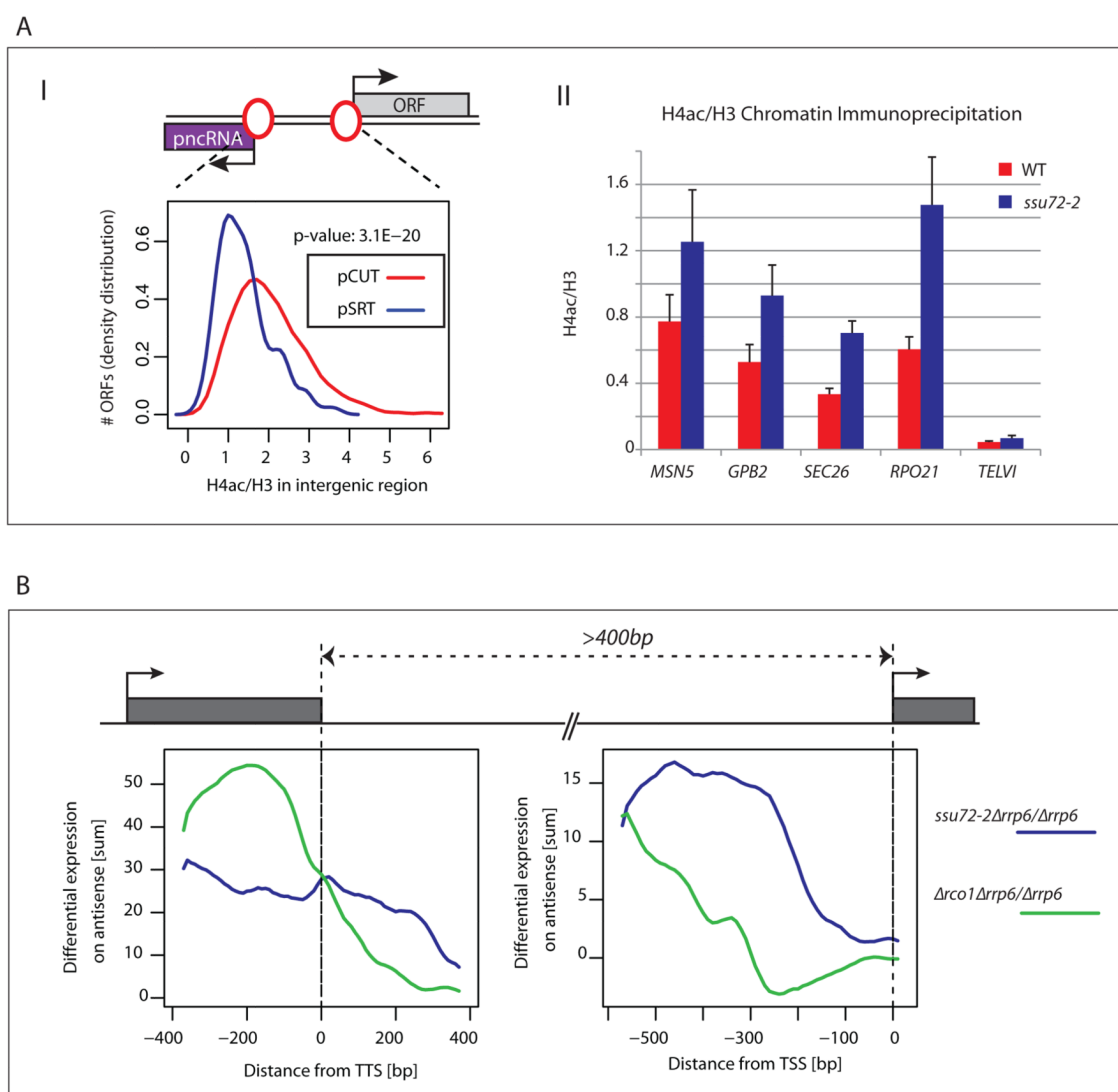 A
I
ORF
pncRNA
# ORFs (density distribution)
0.6
0.4
0.2
0.0
p-value: 3.1E−20
pCUT
pSRT
0 1 2 3 4 5 6
H4ac/H3 in intergenic region
II
H4ac/H3 Chromatin Immunoprecipitation
H4ac/H3
1.6
1.2
0.8
0.4
0
WT
ssu72-2
MSN5 GPB2 SEC26 RPO21 TELVI
B
>400bp
Differential expression
on antisense [sum]
50
40
30
20
10
0
−400 −200 0 200 400
Distance from TTS [bp]
Differential expression
on antisense [sum]
15
10
5
0
−500 −300 −100 0
Distance from TSS [bp]
ssu72-2Δrrp6/Δrrp6
Δrco1Δrrp6/Δrrp6